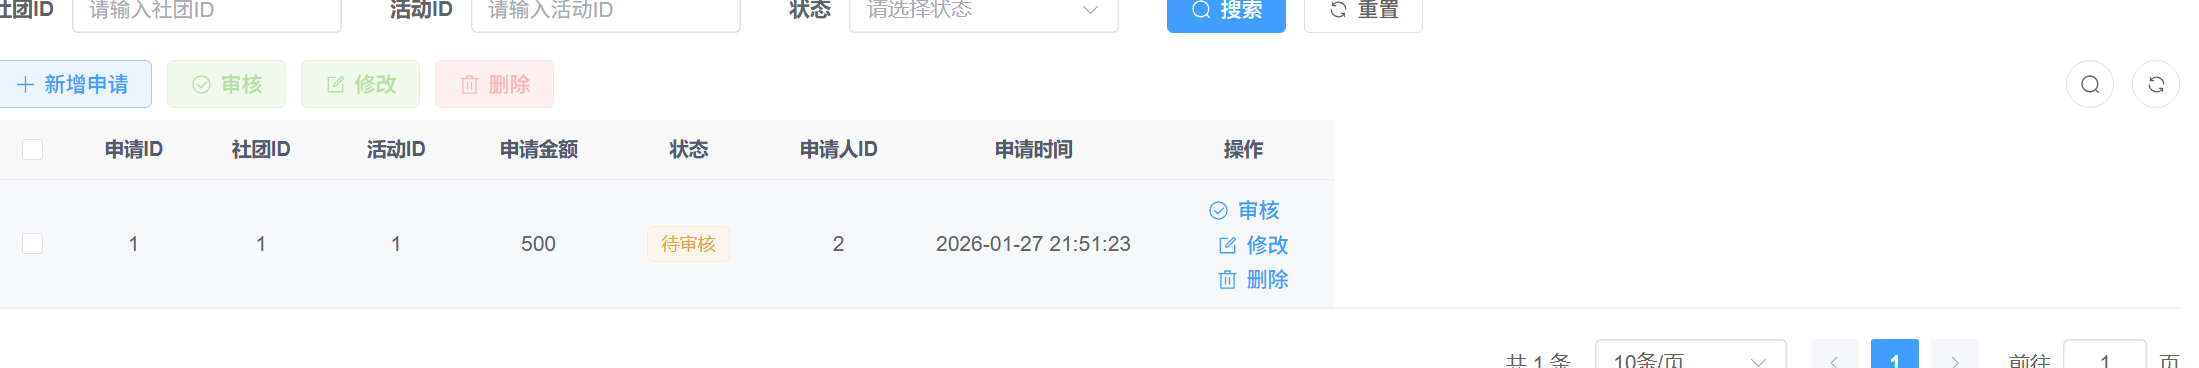 社团ID 请输入社团ID 活动ID 请输入活动ID 状态 请选择状态 搜索 重置
新增申请 审核 修改 删除
申请ID 社团ID 活动ID 申请金额 状态 申请人ID 申请时间 操作
1 1 1 500 待审核 2 2026-01-27 21:51:23 审核
修改
删除
共 1 条 10条/页 1 前往 1 页